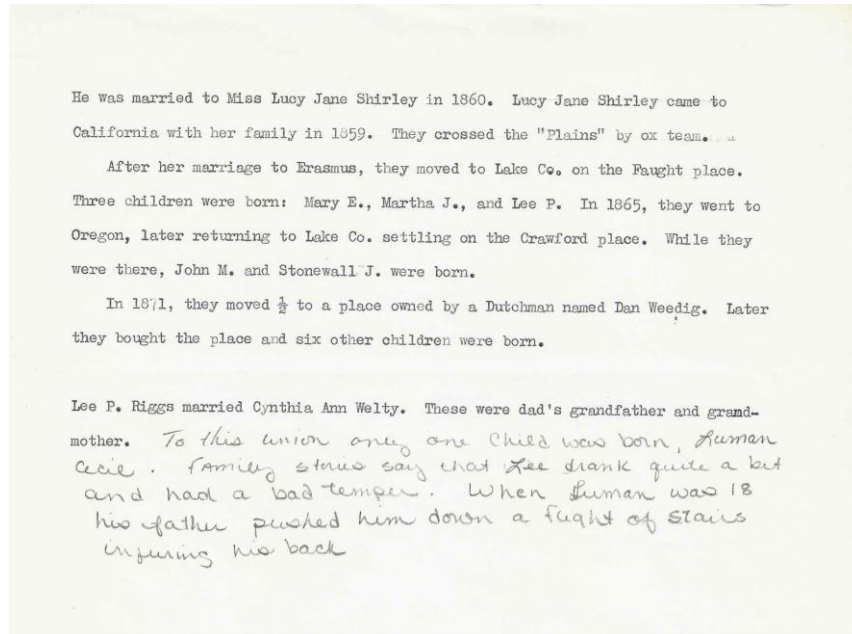 He was married to Miss Lucy Jane Shirley in 1860. Lucy Jane Shirley came to
California with her family in 1859. They crossed the "Plains" by ox team.
After her marriage to Erasmus, they moved to Lake Co. on the Faught place.
Three children were born: Mary E., Martha J., and Lee P. In 1865, they went to
Oregon, later returning to Lake Co. settling on the Crawford place. While they
were there, John M. and Stonewall J. were born.
In 1871, they moved ½ to a place owned by a Dutchman named Dan Weedig. Later
they bought the place and six other children were born.
Lee P. Riggs married Cynthia Ann Welty. These were dad's grandfather and grand-
mother. To this union only one child was born, Luman
Cecil. Family stories say that Lee drank quite a bit
and had a bad temper. When Luman was 18
his father pushed him down a flight of stairs
injuring his back